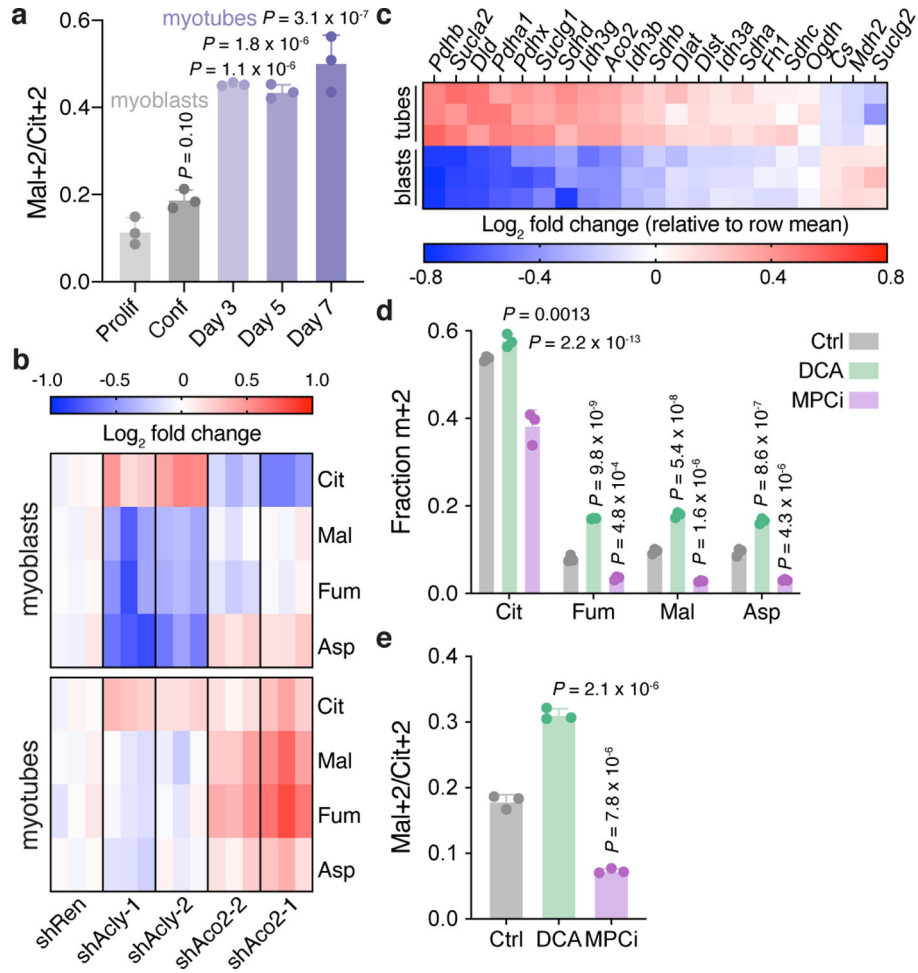 a
myotubes
P = 3.1 x 10-7
P = 1.8 x 10-6
P = 1.1 x 10-6
myoblasts
P = 0.10
Mal+2/Cit+2
0.6
0.4
0.2
0.0
Prolif
Conf
Day 3
Day 5
Day 7
b
-1.0 -0.5 0 0.5 1.0
Log2 fold change
myoblasts
Cit
Mal
Fum
Asp
myotubes
Cit
Mal
Fum
Asp
shRen
shAcly-1
shAcly-2
shAco2-2
shAco2-1
c
Pdhb
Sucla2
Dld
Pdha1
Pdhx
Suclg1
Sdhd
Idh3g
Aco2
Idh3b
Sdhb
Dlat
Dlst
Idh3a
Sdha
Fh1
Sdhc
Ogdh
Cs
Mdh2
Suclg2
tubes
blasts
Log2 fold change (relative to row mean)
-0.8 -0.4 0 0.4 0.8
d
P = 0.0013
P = 2.2 x 10-13
Ctrl
DCA
MPCi
Fraction m+2
0.6
0.4
0.2
0.0
P = 9.8 x 10-9
P = 4.8 x 10-4
P = 5.4 x 10-8
P = 1.6 x 10-6
P = 8.6 x 10-7
P = 4.3 x 10-6
Cit Fum Mal Asp
e
P = 2.1 x 10-6
P = 7.8 x 10-6
Mal+2/Cit+2
0.4
0.3
0.2
0.1
0.0
Ctrl DCA MPCi